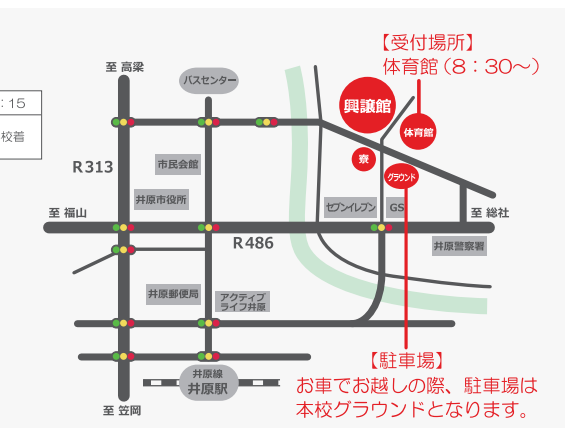 【受付場所】
体育館（8：30～）
至 高梁
バスセンター
：15
校着
興譲館
体育館
寮
R313
市民会館
グラウンド
井原市役所
セブンイレブン
GS
至 福山
至 総社
R486
井原警察署
井原郵便局
アクティブ
ライフ井原
【駐車場】
お車でお越しの際、駐車場は
本校グラウンドとなります。
井原線
井原駅
至 笠岡